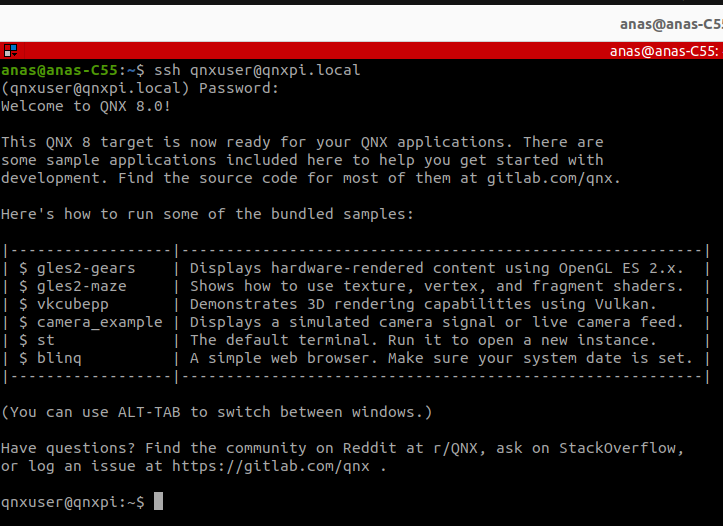 anas@anas-C5
anas@anas-C55:
anas@anas-C55:~$ ssh qnxuser@qnxpi.local
(qnxuser@qnxpi.local) Password:
Welcome to QNX 8.0!
This QNX 8 target is now ready for your QNX applications. There are
some sample applications included here to help you get started with
development. Find the source code for most of them at gitlab.com/qnx.
Here's how to run some of the bundled samples:
|------------------|----------------------------------------------------------|
| $ gles2-gears    | Displays hardware-rendered content using OpenGL ES 2.x.  |
| $ gles2-maze     | Shows how to use texture, vertex, and fragment shaders.  |
| $ vkcubepp       | Demonstrates 3D rendering capabilities using Vulkan.     |
| $ camera_example | Displays a simulated camera signal or live camera feed.  |
| $ st             | The default terminal. Run it to open a new instance.     |
| $ blinq          | A simple web browser. Make sure your system date is set. |
|------------------|----------------------------------------------------------|
(You can use ALT-TAB to switch between windows.)
Have questions? Find the community on Reddit at r/QNX, ask on StackOverflow,
or log an issue at https://gitlab.com/qnx .
qnxuser@qnxpi:~$